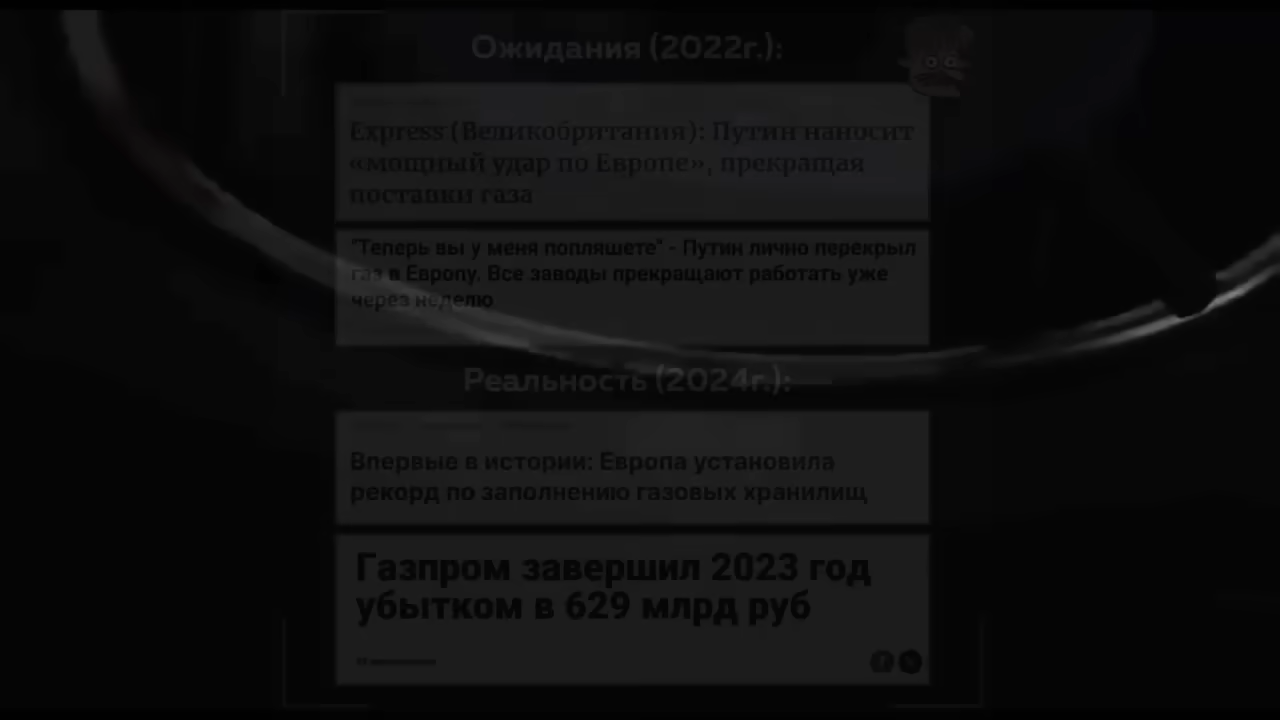 Ожидания (2022г.):
Express (Великобритания): Путин наносит
«мощный удар по Европе», прекращая
поставки газа
"Теперь вы у меня попляшете" - Путин лично перекрыл
газ в Европу. Все заводы прекращают работать уже
через неделю
Реальность (2024г.):
Впервые в истории: Европа установила
рекорд по заполнению газовых хранилищ
Газпром завершил 2023 год
убытком в 629 млрд руб